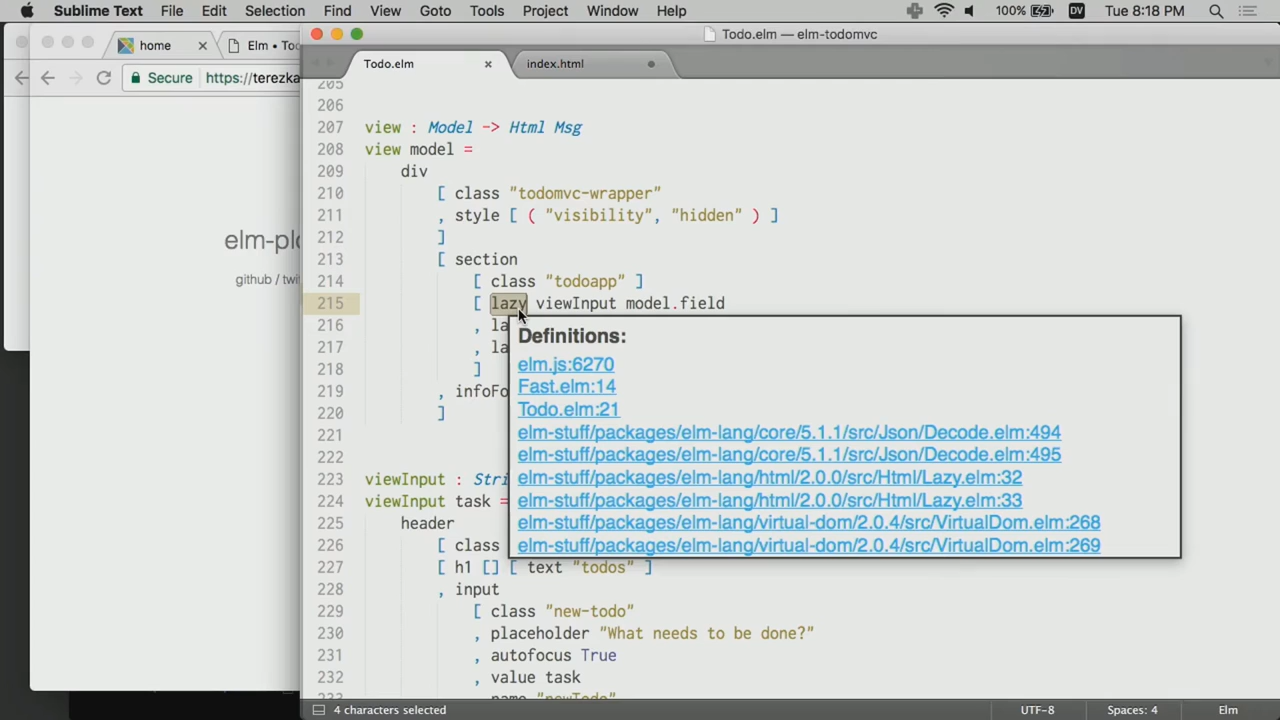 Sublime Text File Edit Selection Find View Goto Tools Project Window Help 100% DV Tue 8:18 PM
Todo.elm — elm-todomvc
home
Elm • To
Todo.elm
index.html
Secure https://terezka
205
206
207 view : Model -> Html Msg
208 view model =
209 div
210 [ class "todomvc-wrapper"
211 , style [ ( "visibility", "hidden" ) ]
212 ]
213 [ section
214 [ class "todoapp" ]
215 [ lazy viewInput model.field
216 , la
217 , la
218 ]
219 , infoFo
220 ]
221
223 viewInput : Stri
224 viewInput task =
225 header
226 [ class
227 [ h1 [] [ text "todos" ]
228 , input
229 [ class "new-todo"
230 , placeholder "What needs to be done?"
231 , autofocus True
232 , value task
233 , name "newTodo"
Definitions:
elm.js:6270
Fast.elm:14
Todo.elm:21
elm-stuff/packages/elm-lang/core/5.1.1/src/Json/Decode.elm:494
elm-stuff/packages/elm-lang/core/5.1.1/src/Json/Decode.elm:495
elm-stuff/packages/elm-lang/html/2.0.0/src/Html/Lazy.elm:32
elm-stuff/packages/elm-lang/html/2.0.0/src/Html/Lazy.elm:33
elm-stuff/packages/elm-lang/virtual-dom/2.0.4/src/VirtualDom.elm:268
elm-stuff/packages/elm-lang/virtual-dom/2.0.4/src/VirtualDom.elm:269
elm-plo
github / twi
4 characters selected
UTF-8
Spaces: 4
Elm